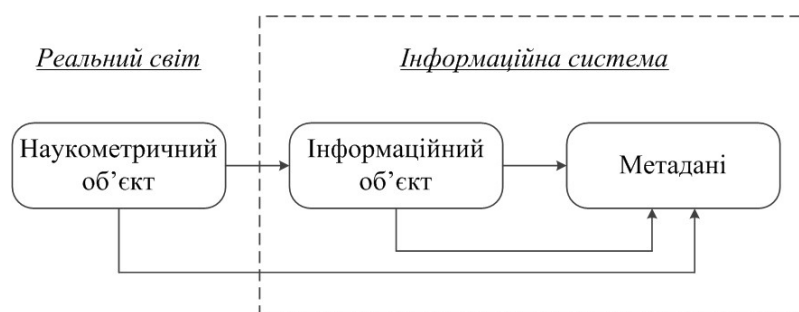 Реальний світ
Інформаційна система
Наукометричний
об’єкт
Інформаційний
об’єкт
Метадані